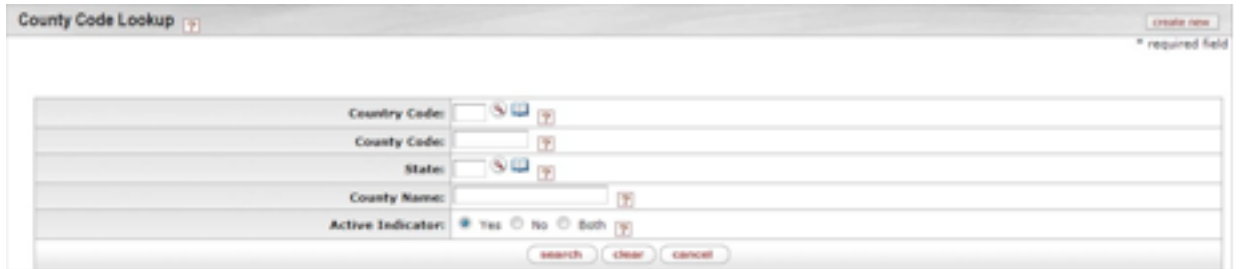 County Code Lookup ?
create new
* required field
Country Code: ?
County Code: ?
State: ?
County Name: ?
Active Indicator: Yes No Both ?
search clear cancel